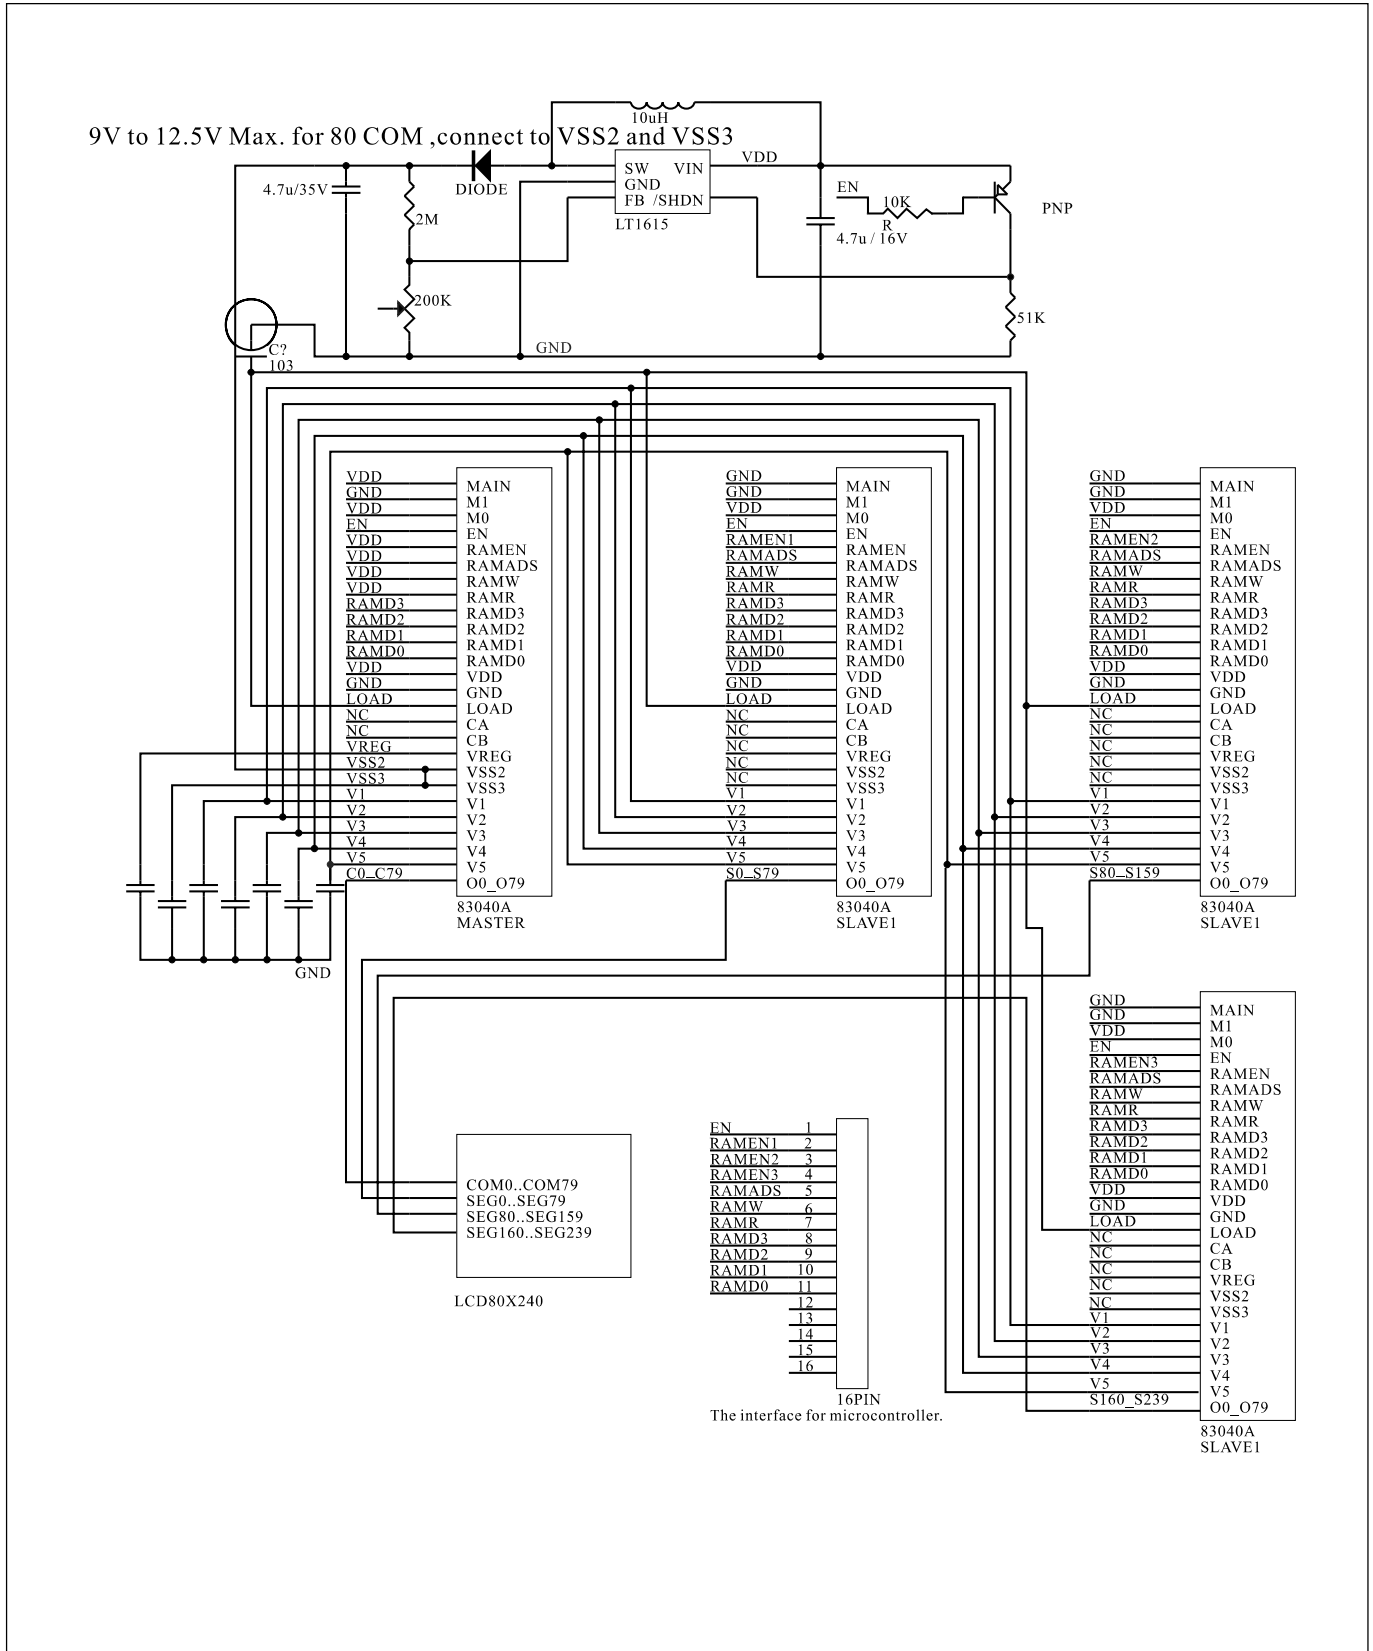 10uH
9V to 12.5V Max. for 80 COM ,connect to VSS2 and VSS3
4.7u/35V
DIODE
2M
SW VIN
GND
FB /SHDN
LT1615
VDD
EN
10K
R
4.7u / 16V
PNP
200K
51K
GND
C?
103
VDD
GND
VDD
EN
VDD
VDD
VDD
VDD
RAMD3
RAMD2
RAMD1
RAMD0
VDD
GND
LOAD
NC
NC
VREG
VSS2
VSS3
V1
V2
V3
V4
V5
C0_C79
MAIN
M1
M0
EN
RAMEN
RAMADS
RAMW
RAMR
RAMD3
RAMD2
RAMD1
RAMD0
VDD
GND
LOAD
CA
CB
VREG
VSS2
VSS3
V1
V2
V3
V4
V5
O0_O79
83040A
MASTER
GND
GND
GND
VDD
EN
RAMEN1
RAMADS
RAMW
RAMR
RAMD3
RAMD2
RAMD1
RAMD0
VDD
GND
LOAD
NC
NC
NC
NC
NC
V1
V2
V3
V4
V5
S0_S79
MAIN
M1
M0
EN
RAMEN
RAMADS
RAMW
RAMR
RAMD3
RAMD2
RAMD1
RAMD0
VDD
GND
LOAD
CA
CB
VREG
VSS2
VSS3
V1
V2
V3
V4
V5
O0_O79
83040A
SLAVE1
GND
GND
VDD
EN
RAMEN2
RAMADS
RAMW
RAMR
RAMD3
RAMD2
RAMD1
RAMD0
VDD
GND
LOAD
NC
NC
NC
NC
NC
V1
V2
V3
V4
V5
S80_S159
MAIN
M1
M0
EN
RAMEN
RAMADS
RAMW
RAMR
RAMD3
RAMD2
RAMD1
RAMD0
VDD
GND
LOAD
CA
CB
VREG
VSS2
VSS3
V1
V2
V3
V4
V5
O0_O79
83040A
SLAVE1
GND
GND
VDD
EN
RAMEN3
RAMADS
RAMW
RAMR
RAMD3
RAMD2
RAMD1
RAMD0
VDD
GND
LOAD
NC
NC
NC
NC
NC
V1
V2
V3
V4
V5
S160_S239
MAIN
M1
M0
EN
RAMEN
RAMADS
RAMW
RAMR
RAMD3
RAMD2
RAMD1
RAMD0
VDD
GND
LOAD
CA
CB
VREG
VSS2
VSS3
V1
V2
V3
V4
V5
O0_O79
83040A
SLAVE1
COM0..COM79
SEG0..SEG79
SEG80..SEG159
SEG160..SEG239
LCD80X240
EN 1
RAMEN1 2
RAMEN2 3
RAMEN3 4
RAMADS 5
RAMW 6
RAMR 7
RAMD3 8
RAMD2 9
RAMD1 10
RAMD0 11
12
13
14
15
16
16PIN
The interface for microcontroller.